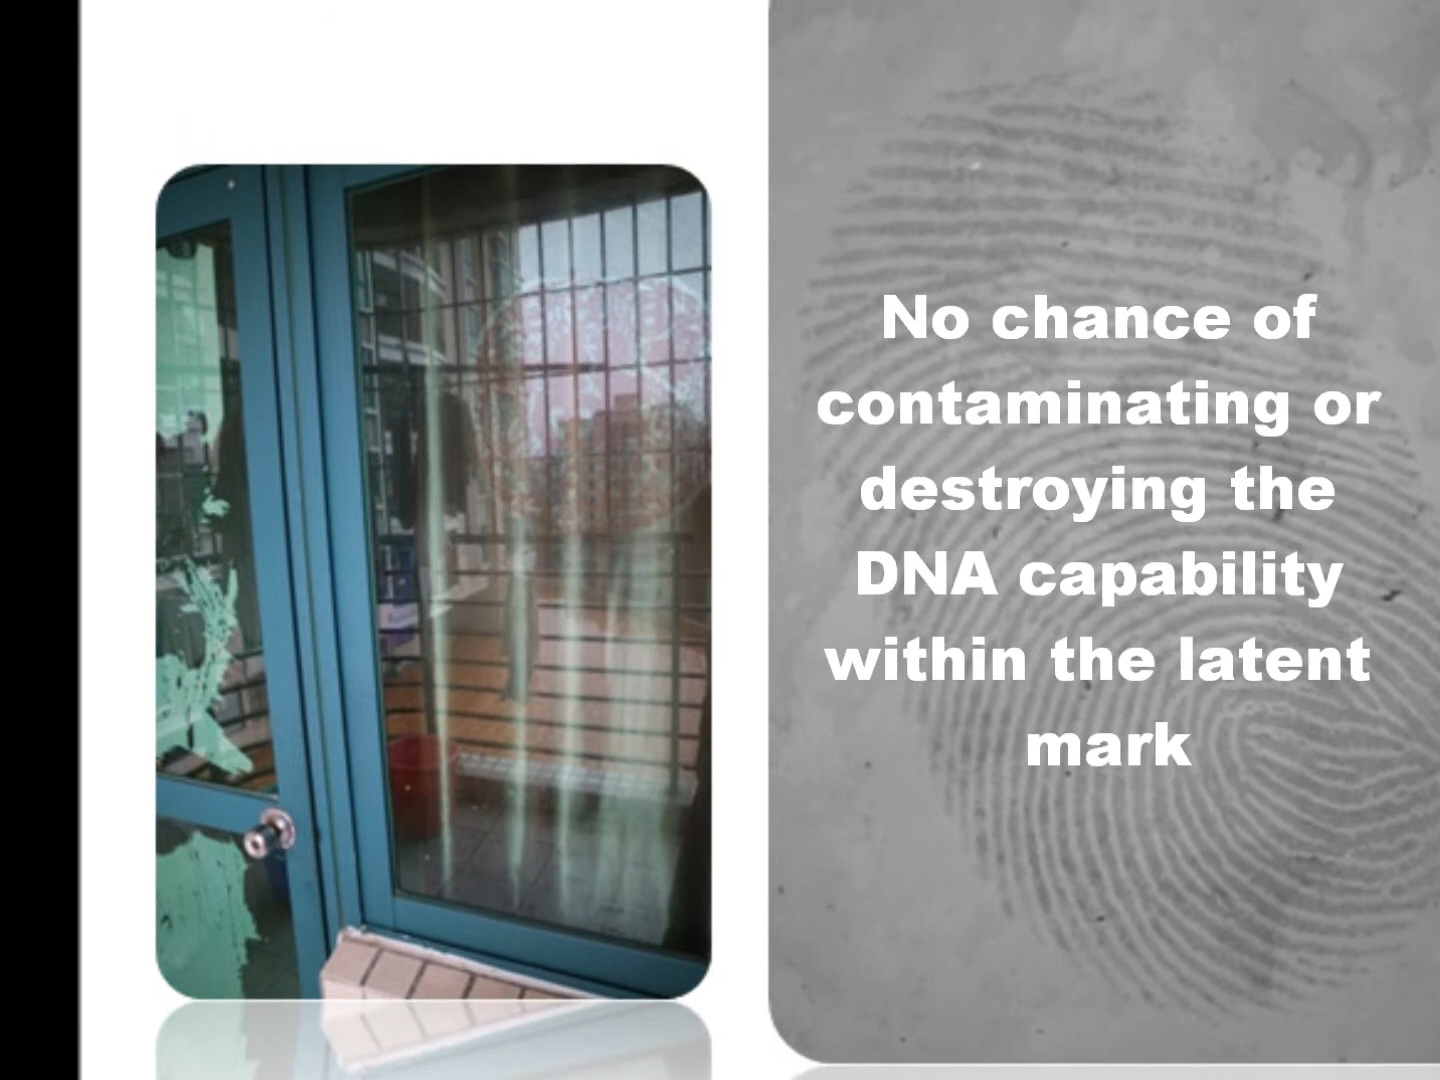 No chance of
contaminating or
destroying the
DNA capability
within the latent
mark